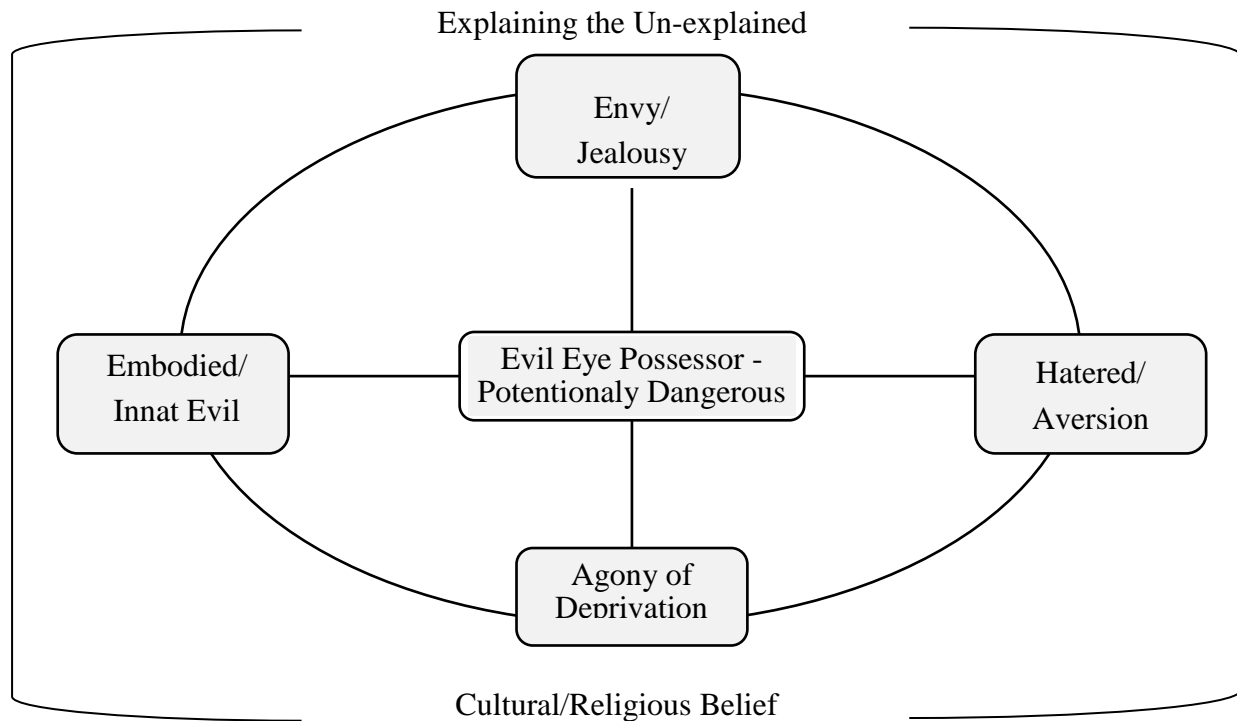 Explaining the Un-explained
Envy/
Jealousy
Embodied/
Innat Evil
Evil Eye Possessor -
Potentionaly Dangerous
Hatered/
Aversion
Agony of
Deprivation
Cultural/Religious Belief